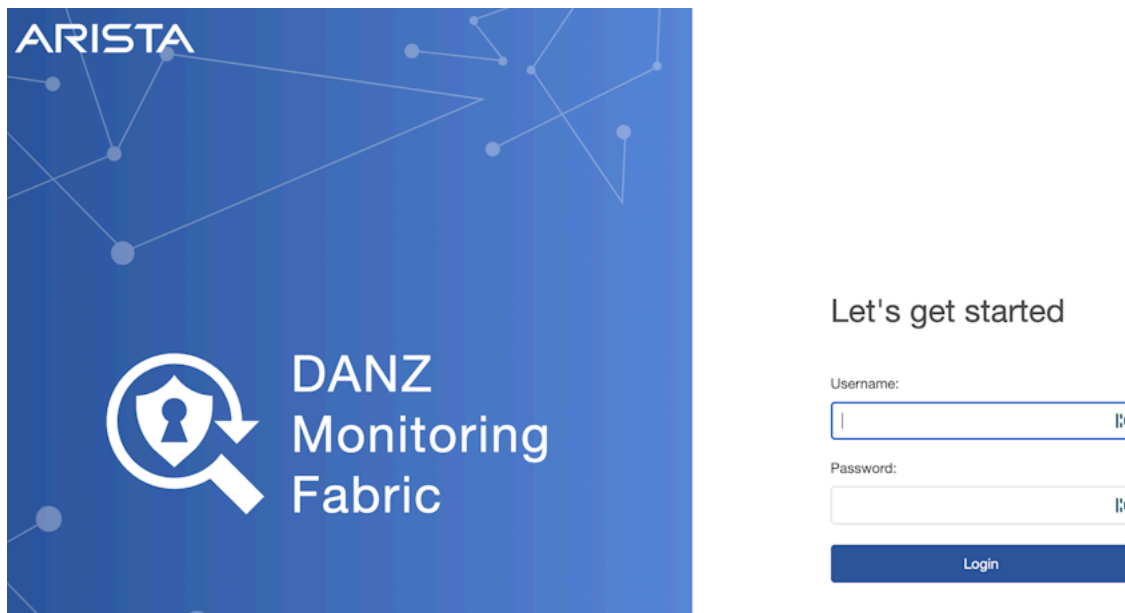 ARISTA
DANZ
Monitoring
Fabric
Let's get started
Username:
Password:
Login